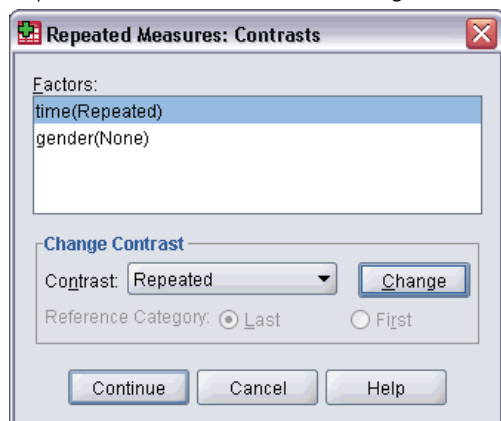 Repeated Measures: Contrasts
Factors:
time(Repeated)
gender(None)
Change Contrast
Contrast: Repeated Change
Reference Category: Last First
Continue Cancel Help